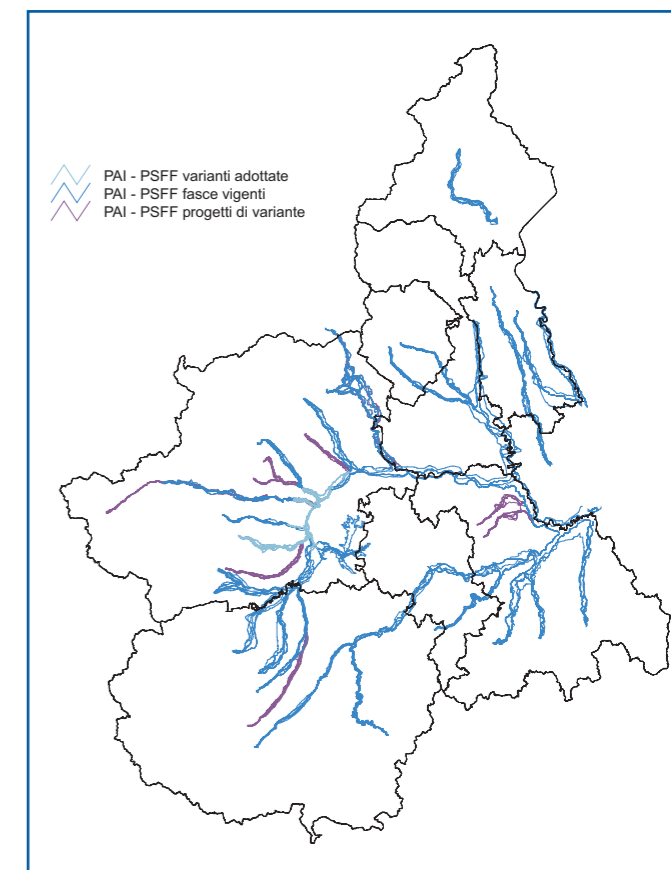 PAI - PSFF varianti adottate
PAI - PSFF fasce vigenti
PAI - PSFF progetti di variante